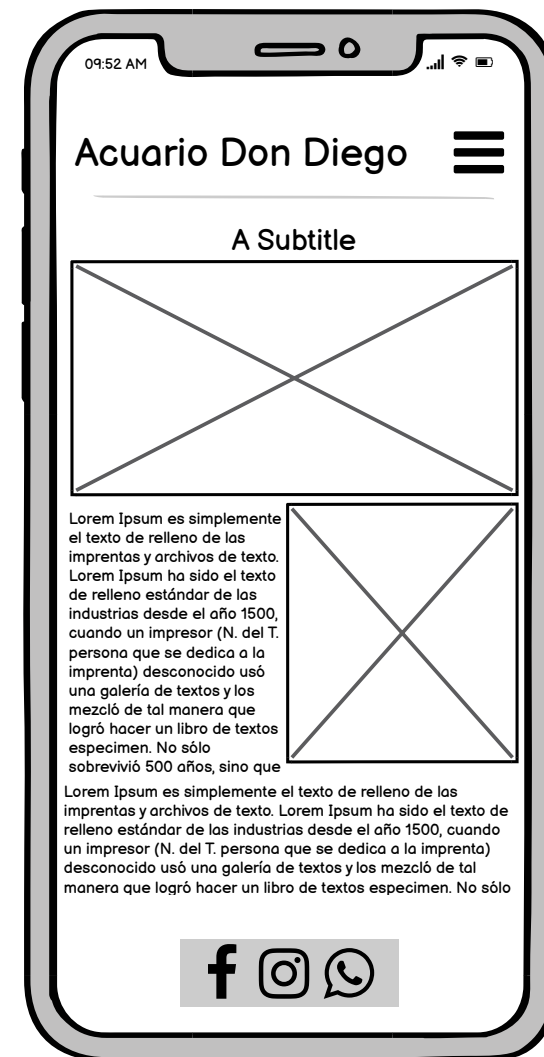 09:52 AM
Acuario Don Diego
A Subtitle
Lorem Ipsum es simplemente
el texto de relleno de las
imprentas y archivos de texto.
Lorem Ipsum ha sido el texto
de relleno estándar de las
industrias desde el año 1500,
cuando un impresor (N. del T.
persona que se dedica a la
imprenta) desconocido usó
una galería de textos y los
mezcló de tal manera que
logró hacer un libro de textos
especimen. No sólo
sobrevivió 500 años, sino que
Lorem Ipsum es simplemente el texto de relleno de las
imprentas y archivos de texto. Lorem Ipsum ha sido el texto de
relleno estándar de las industrias desde el año 1500, cuando
un impresor (N. del T. persona que se dedica a la imprenta)
desconocido usó una galería de textos y los mezcló de tal
manera que logró hacer un libro de textos especimen. No sólo